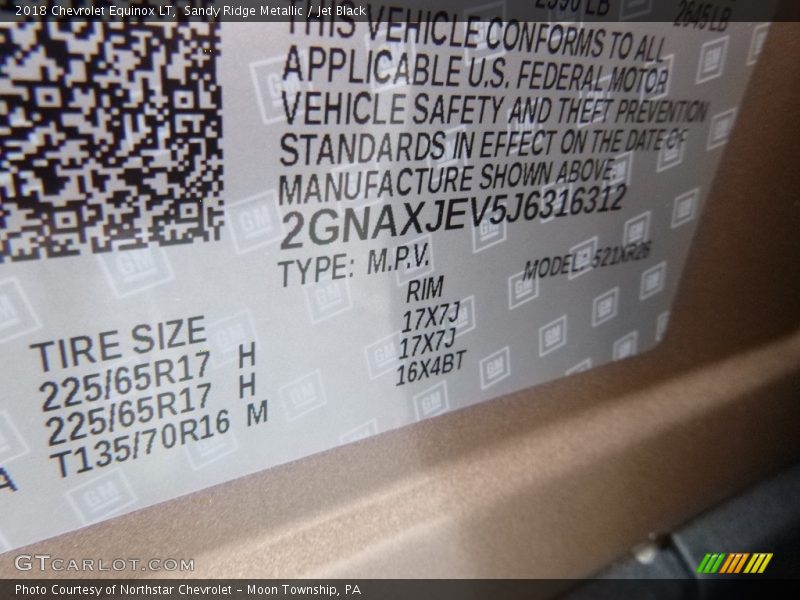 2018 Chevrolet Equinox LT,  Sandy Ridge Metallic / Jet Black
2645 LB
THIS VEHICLE CONFORMS TO ALL
APPLICABLE U.S. FEDERAL MOTOR
VEHICLE SAFETY AND THEFT PREVENTION
STANDARDS IN EFFECT ON THE DATE OF
MANUFACTURE SHOWN ABOVE.
2GNAXJEV5J6316312
TYPE: M.P.V. MODEL: 521XR26
TIRE SIZE RIM
225/65R17 H 17X7J
225/65R17 H 17X7J
T135/70R16 M 16X4BT
A
GTCARLOT.COM
Photo Courtesy of Northstar Chevrolet - Moon Township, PA